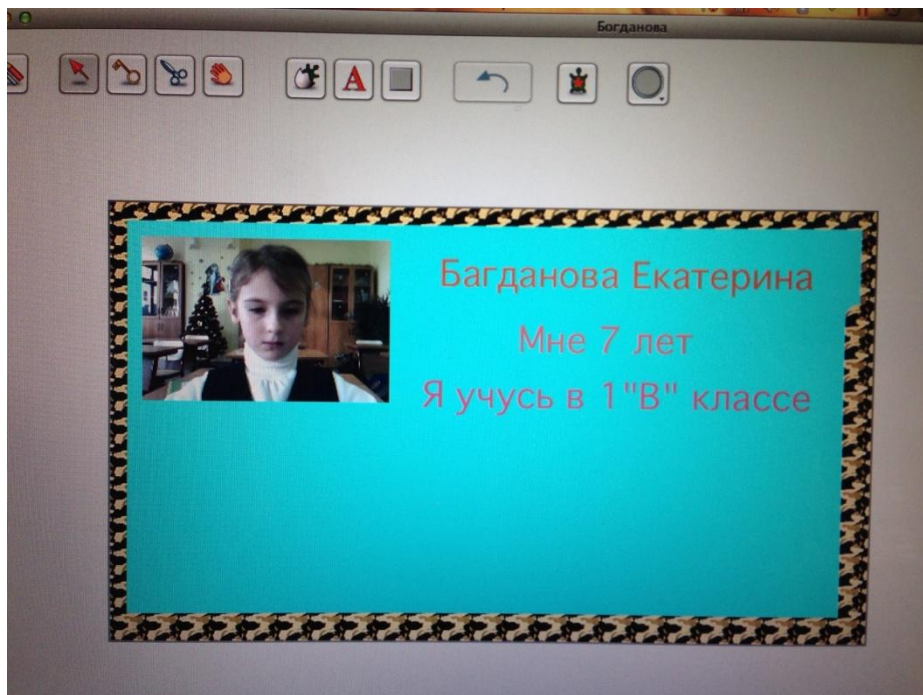 Богданова
A
Багданова Екатерина
Мне 7 лет
Я учусь в 1"В" классе